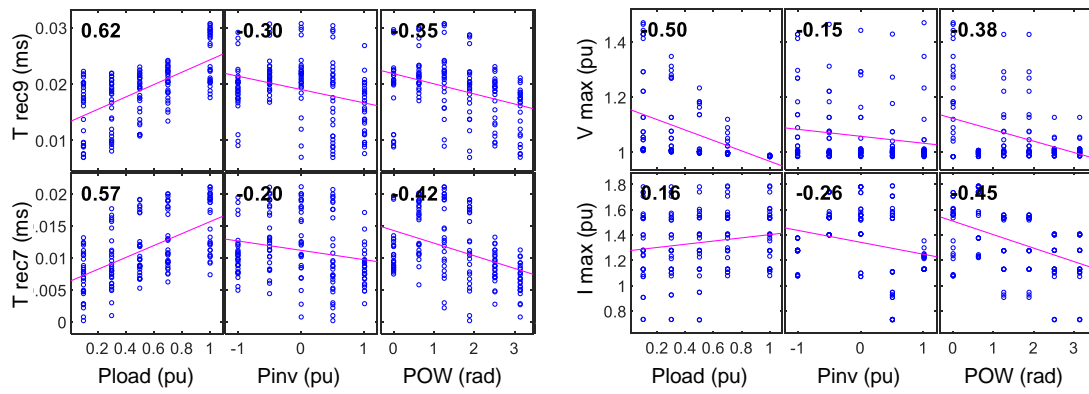 0.62 -0.30 -0.35
0.03
0.02
0.01
T rec9 (ms)
0.57 -0.20 -0.42
0.02
0.015
0.01
0.005
0
T rec7 (ms)
0.2 0.4 0.6 0.8 1 -1 0 1 0 1 2 3
Pload (pu) Pinv (pu) POW (rad)
-0.50 -0.15 -0.38
1.4
1.2
1
V max (pu)
0.16 -0.26 -0.45
1.8
1.6
1.4
1.2
1
0.8
I max (pu)
0.2 0.4 0.6 0.8 1 -1 0 1 0 1 2 3
Pload (pu) Pinv (pu) POW (rad)